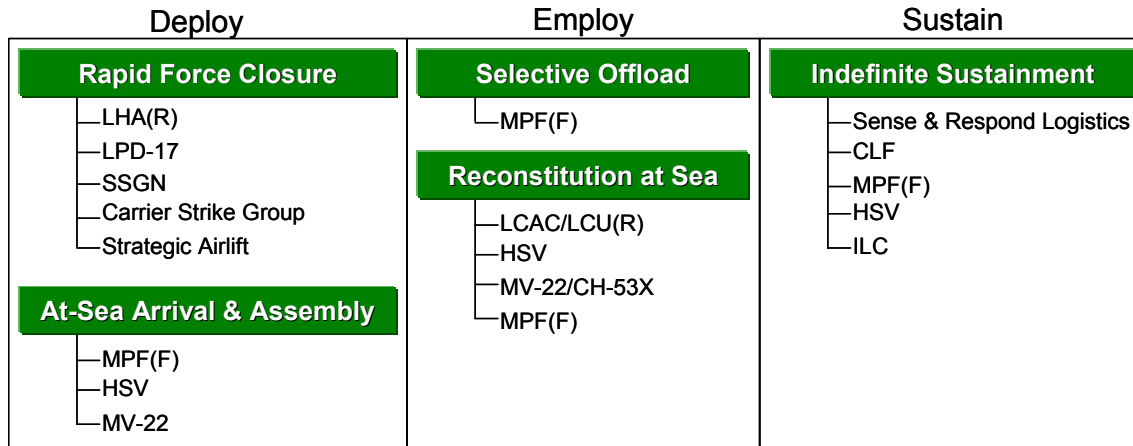 Deploy
Employ
Sustain
Rapid Force Closure
LHA(R)
LPD-17
SSGN
Carrier Strike Group
Strategic Airlift
At-Sea Arrival & Assembly
MPF(F)
HSV
MV-22
Selective Offload
MPF(F)
Reconstitution at Sea
LCAC/LCU(R)
HSV
MV-22/CH-53X
MPF(F)
Indefinite Sustainment
Sense & Respond Logistics
CLF
MPF(F)
HSV
ILC